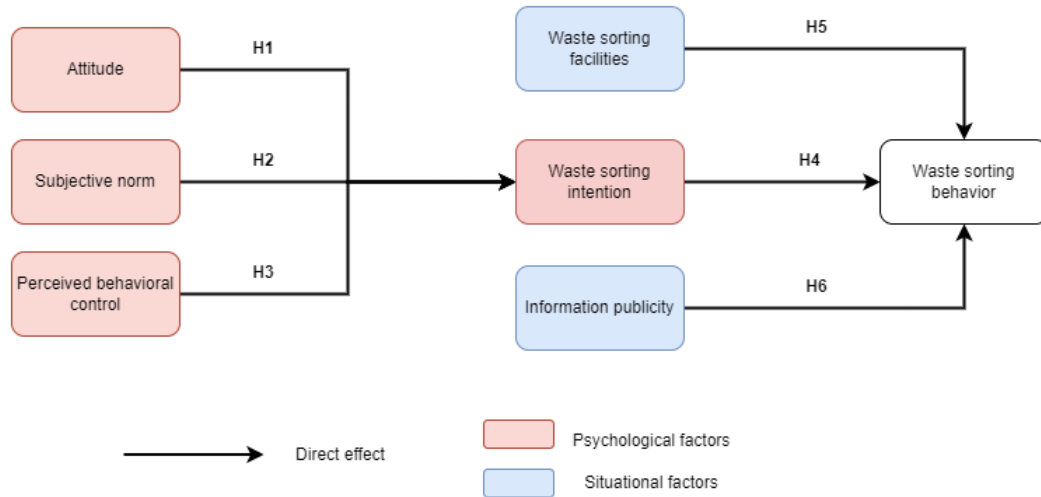 Attitude
H1
Subjective norm
H2
Perceived behavioral
control
H3
Waste sorting
facilities
H5
Waste sorting
intention
H4
Waste sorting
behavior
Information publicity
H6
Direct effect
Psychological factors
Situational factors